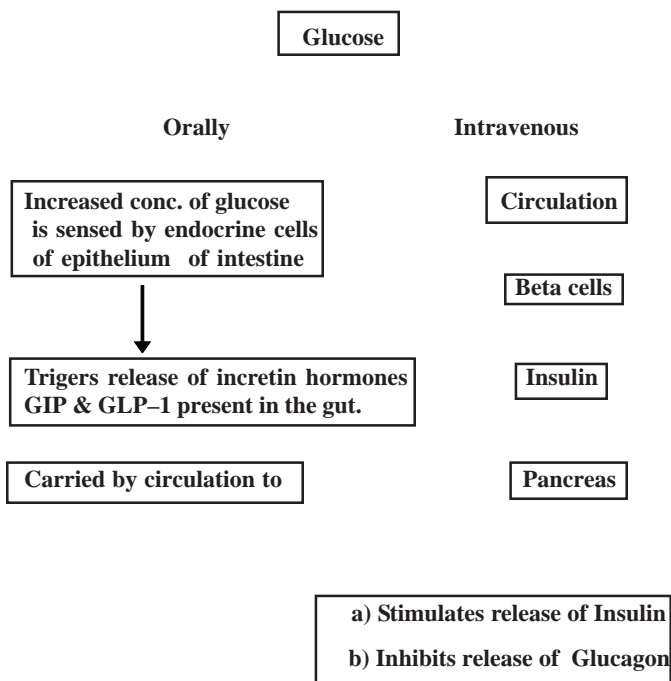 Glucose
Orally
Intravenous
Increased conc. of glucose
is sensed by endocrine cells
of epithelium of intestine
Circulation
Beta cells
Trigers release of incretin hormones
GIP & GLP–1 present in the gut.
Insulin
Carried by circulation to
Pancreas
a) Stimulates release of Insulin
b) Inhibits release of Glucagon